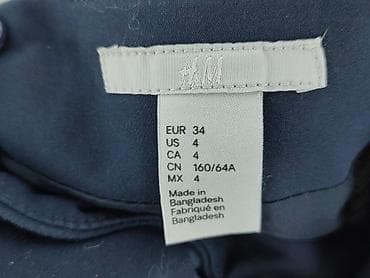 H&M
EUR 34
US 4
CA 4
CN 160/64A
MX 4
Made in
Bangladesh
Fabriqué en
Bangladesh